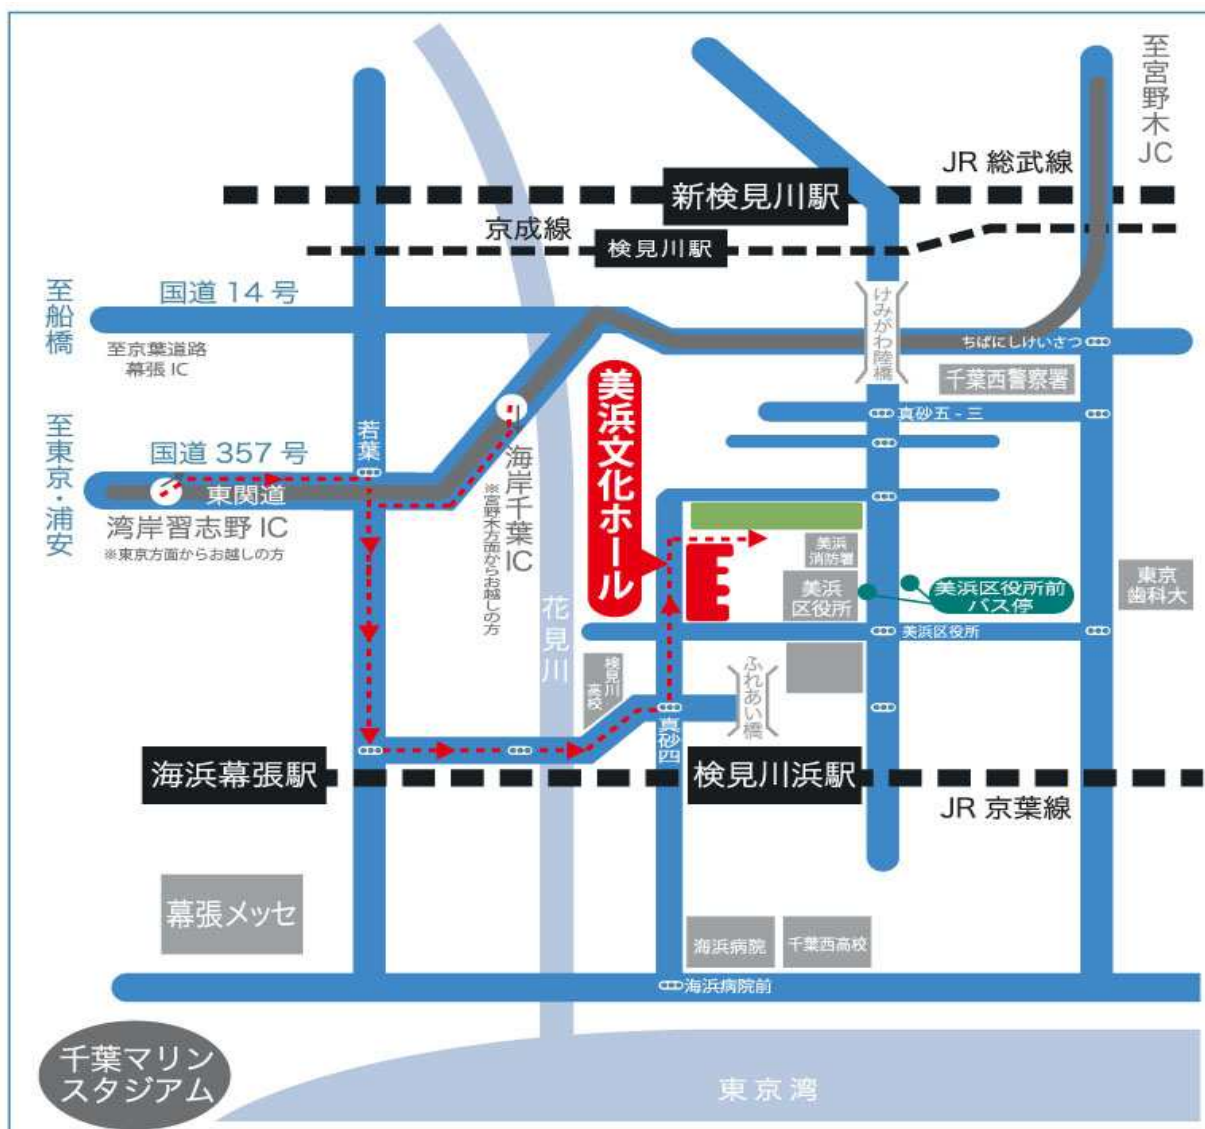 至宮野木JC
JR 総武線
新検見川駅
京成線
検見川駅
至船橋
国道 14 号
至京葉道路
幕張 IC
けみがわ陸橋
ちばにしけいさつ
千葉西警察署
真砂五 - 三
至東京・浦安
国道 357 号
若葉
東関道
湾岸習志野 IC
※東京方面からお越しの方
海岸千葉IC
※宮野木方面からお越しの方
美浜文化ホール
美浜
消防署
美浜
区役所
美浜区役所前
バス停
東京
歯科大
美浜区役所
花見川
検見川
高校
ふれあい橋
真砂四
海浜幕張駅
検見川浜駅
JR 京葉線
幕張メッセ
海浜病院
千葉西高校
海浜病院前
千葉マリン
スタジアム
東京湾